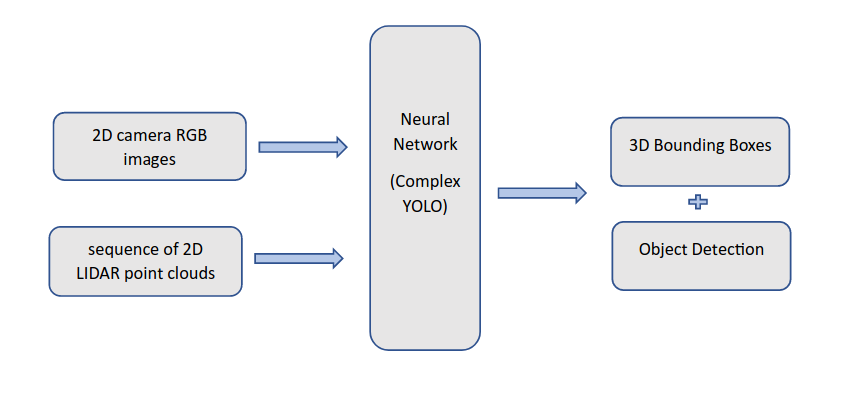 2D camera RGB
images
sequence of 2D
LIDAR point clouds
Neural
Network
(Complex
YOLO)
3D Bounding Boxes
Object Detection